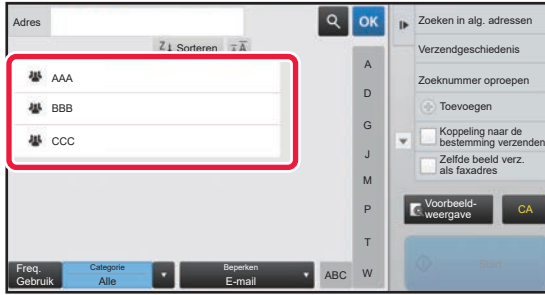 Adres
OK
Sorteren
AAA
BBB
CCC
A
D
G
J
M
P
T
W
Freq.
Gebruik
Categorie
Alle
Beperken
E-mail
ABC
Zoeken in alg. adressen
Verzendgeschiedenis
Zoeknummer oproepen
Toevoegen
Koppeling naar de
bestemming verzenden
Zelfde beeld verz.
als faxadres
Voorbeeld-
weergave
CA
Start